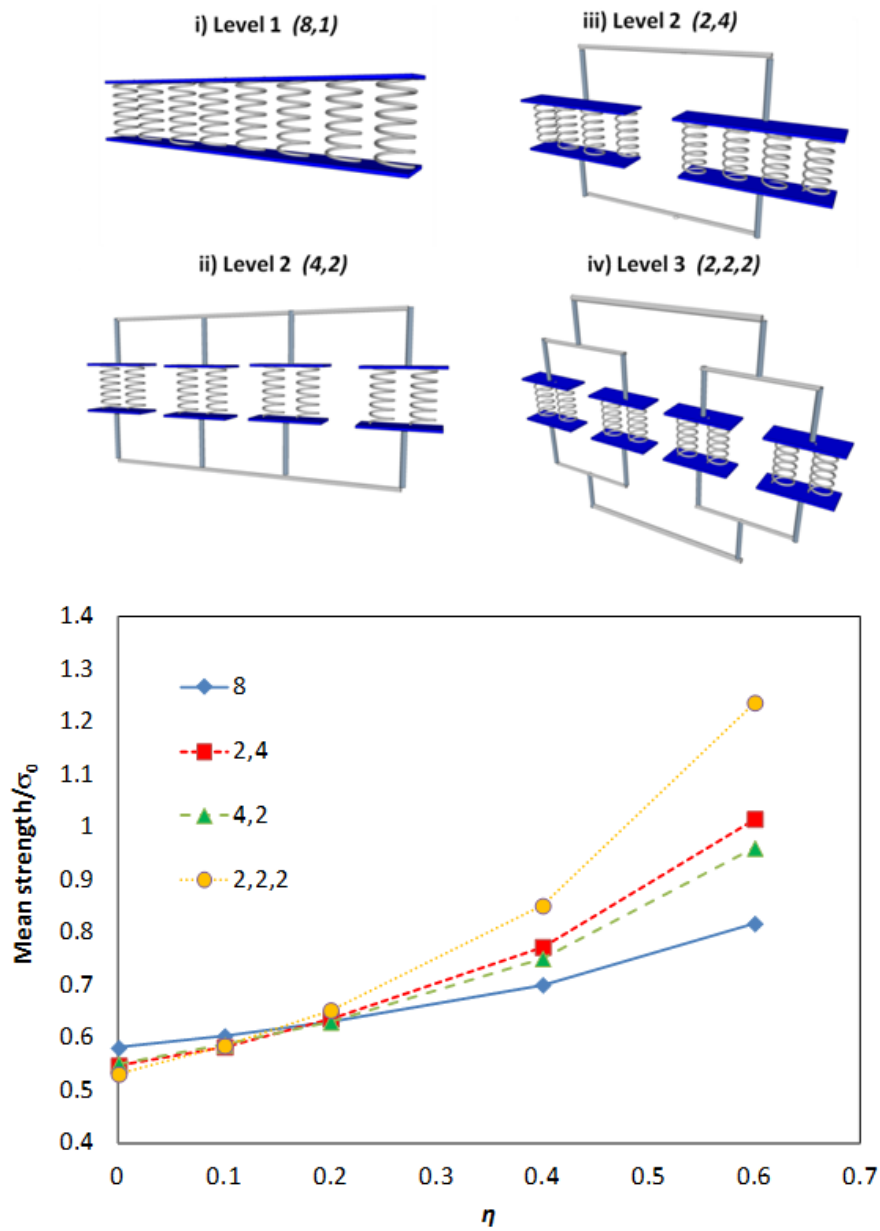 i) Level 1 (8,1)
iii) Level 2 (2,4)
ii) Level 2 (4,2)
iv) Level 3 (2,2,2)
1.4
1.3
1.2
1.1
1
0.9
0.8
0.7
0.6
0.5
0.4
Mean strength/σ₀
8
2,4
4,2
2,2,2
0 0.1 0.2 0.3 0.4 0.5 0.6 0.7
η